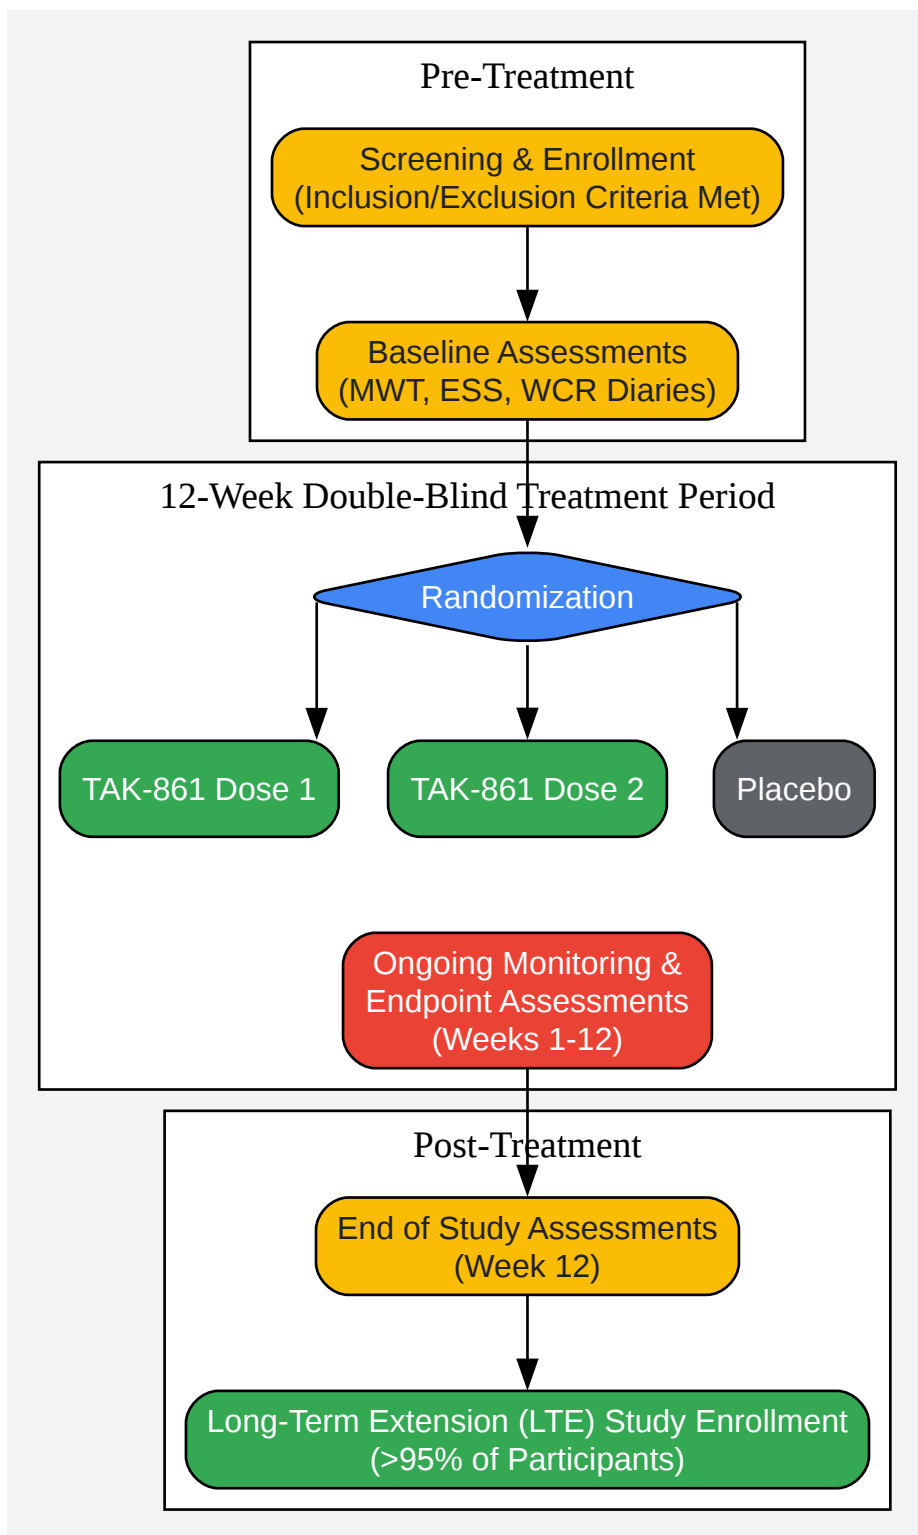 Pre-Treatment
Screening & Enrollment
(Inclusion/Exclusion Criteria Met)
Baseline Assessments
(MWT, ESS, WCR Diaries)
12-Week Double-Blind Treatment Period
Randomization
TAK-861 Dose 1
TAK-861 Dose 2
Placebo
Ongoing Monitoring &
Endpoint Assessments
(Weeks 1-12)
Post-Treatment
End of Study Assessments
(Week 12)
Long-Term Extension (LTE) Study Enrollment
(>95% of Participants)